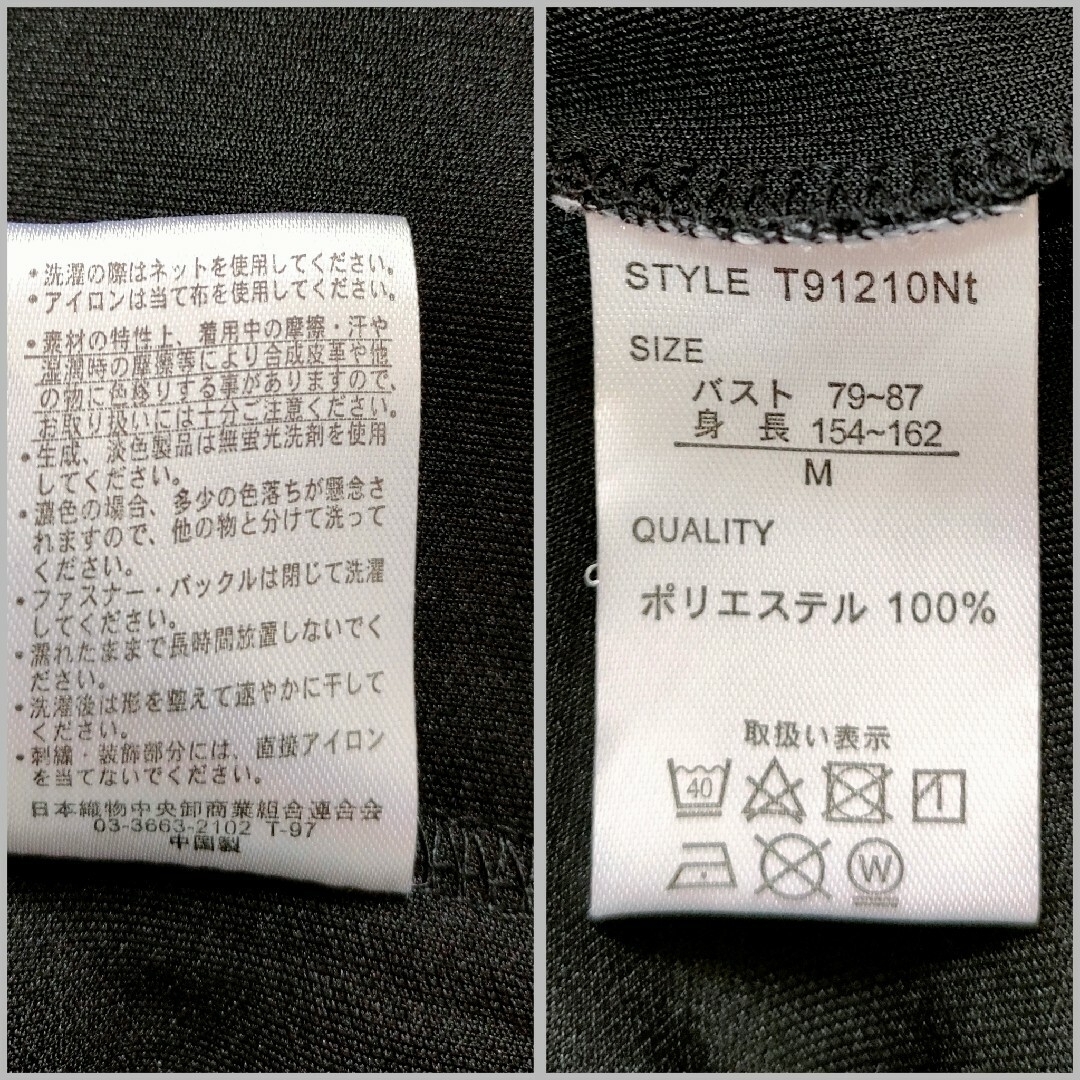 ・洗濯の際はネットを使用してください。
・アイロンは当て布を使用してください。
・素材の特性上、着用中の摩擦・汗や
湿潤時の摩擦等により合成皮革や他
の物に色移りする事がありますので、
お取り扱いには十分ご注意ください。
・生成、淡色製品は無蛍光洗剤を使用
してください。
・濃色の場合、多少の色落ちが懸念さ
れますので、他の物と分けて洗って
ください。
・ファスナー・バックルは閉じて洗濯
してください。
・濡れたままで長時間放置しないでく
ださい。
・洗濯後は形を整えて速やかに干して
ください。
・刺繍・装飾部分には、直接アイロン
を当てないでください。
日本織物中央卸商業組合連合会
03-3663-2102 T-97
中国製
STYLE T91210Nt
SIZE
バスト 79~87
身長 154~162
M
QUALITY
ポリエステル 100%
取扱い表示
40
W